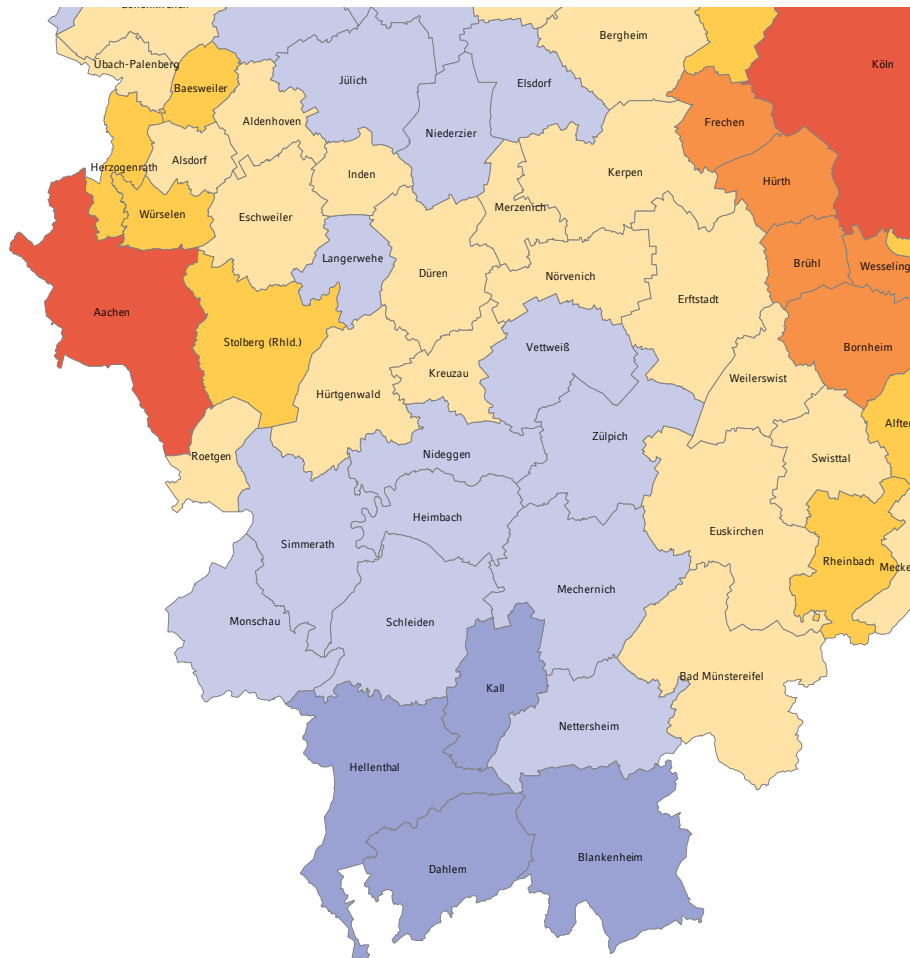 Bergheim
Köln
Übach-Palenberg
Jülich
Elsdorf
Baesweiler
Aldenhoven
Frechen
Niederzier
Alsdorf
Herzogenrath
Inden
Kerpen
Hürth
Merzenich
Würselen
Eschweiler
Langerwehe
Brühl
Wesseling
Düren
Nörvenich
Erftstadt
Aachen
Stolberg (Rhld.)
Vettweiß
Bornheim
Kreuzau
Weilerswist
Hürtgenwald
Alfter
Zülpich
Roetgen
Nideggen
Swisttal
Heimbach
Euskirchen
Simmerath
Rheinbach
Mecke
Mechernich
Monschau
Schleiden
Bad Münstereifel
Kall
Nettersheim
Hellenthal
Blankenheim
Dahlem